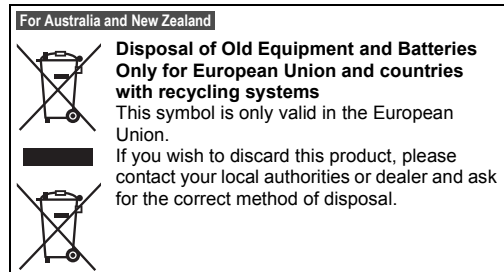 For Australia and New Zealand
Disposal of Old Equipment and Batteries
Only for European Union and countries
with recycling systems
This symbol is only valid in the European
Union.
If you wish to discard this product, please
contact your local authorities or dealer and ask
for the correct method of disposal.